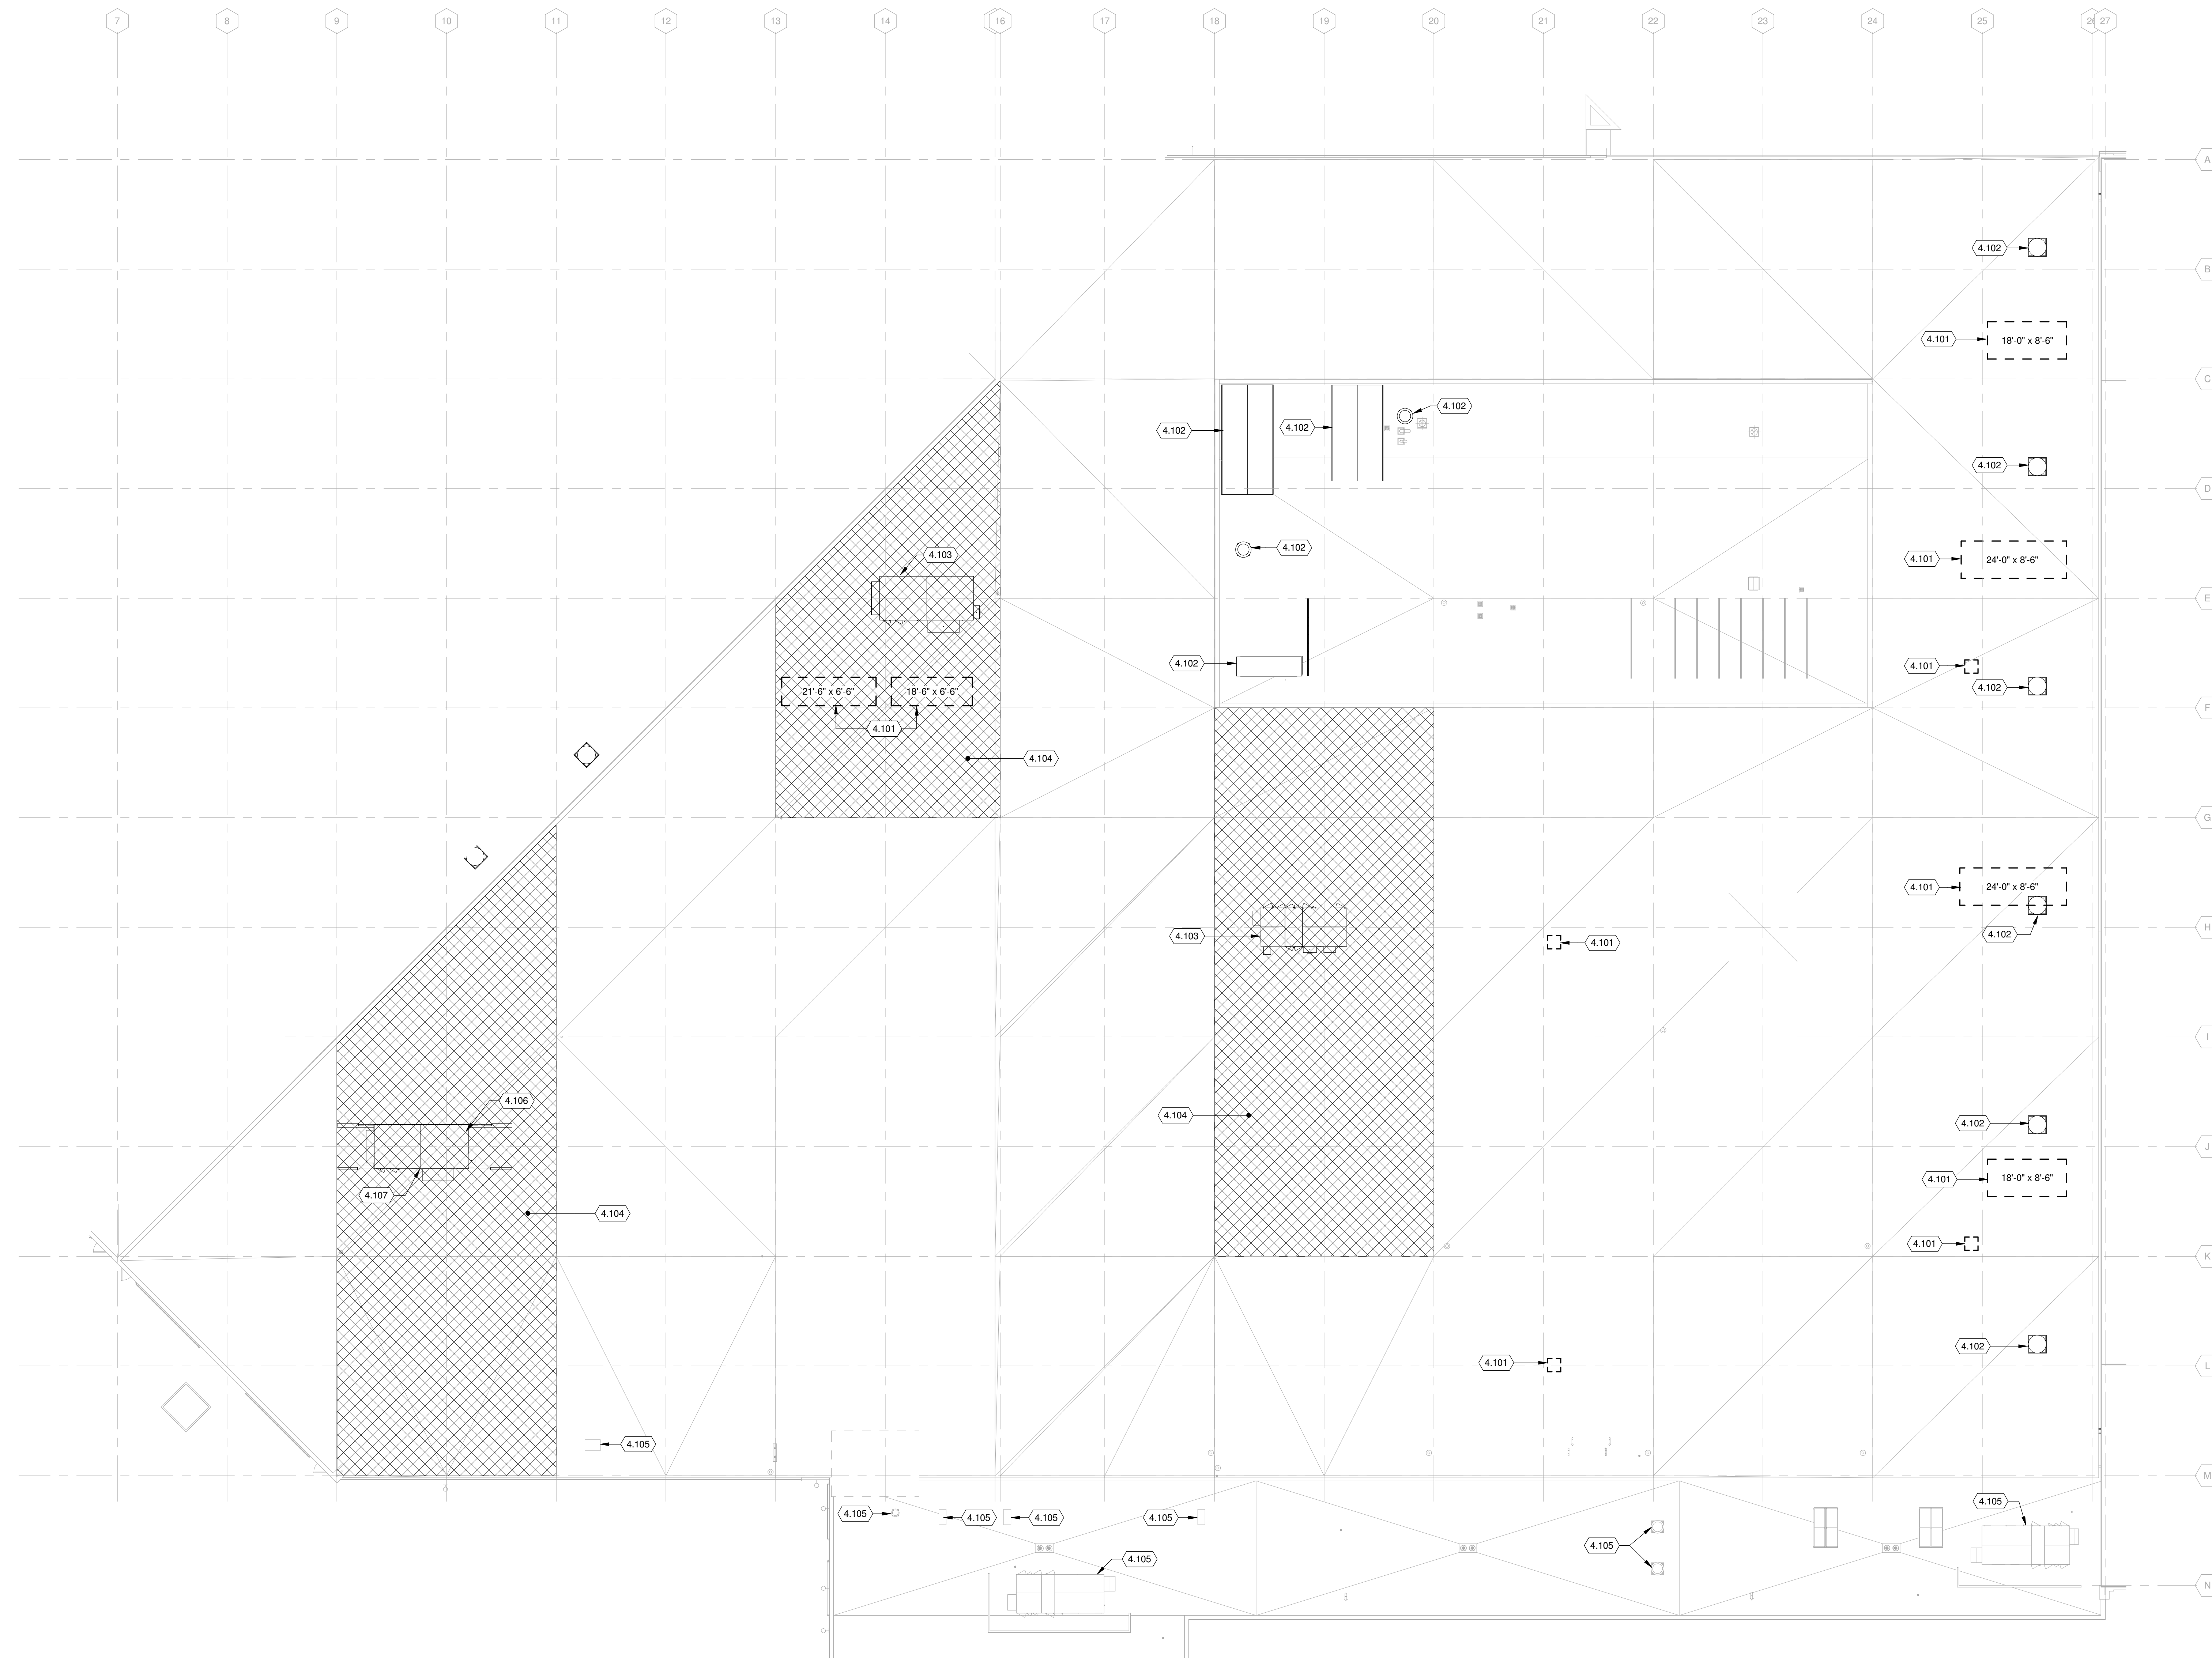 7 8 9 10 11 12 13 14 16 17 18 19 20 21 22 23 24 25 27
A
4.102
B
4.101 18'-0" x 8'-6"
C
4.102
4.102 4.102
4.102
D
4.102
4.103
4.101 24'-0" x 8'-6"
E
4.102 4.101
4.102
21'-6" x 6'-6" 18'-6" x 6'-6"
F
4.101
4.104
G
4.101 24'-0" x 8'-6"
H
4.103 4.102
4.101
I
4.106
4.104 4.102
J
4.101 18'-0" x 8'-6"
4.107
4.104
4.101
K
4.102
4.101
L
4.105
M
4.105
4.105 4.105 4.105 4.105
4.105
4.105
N